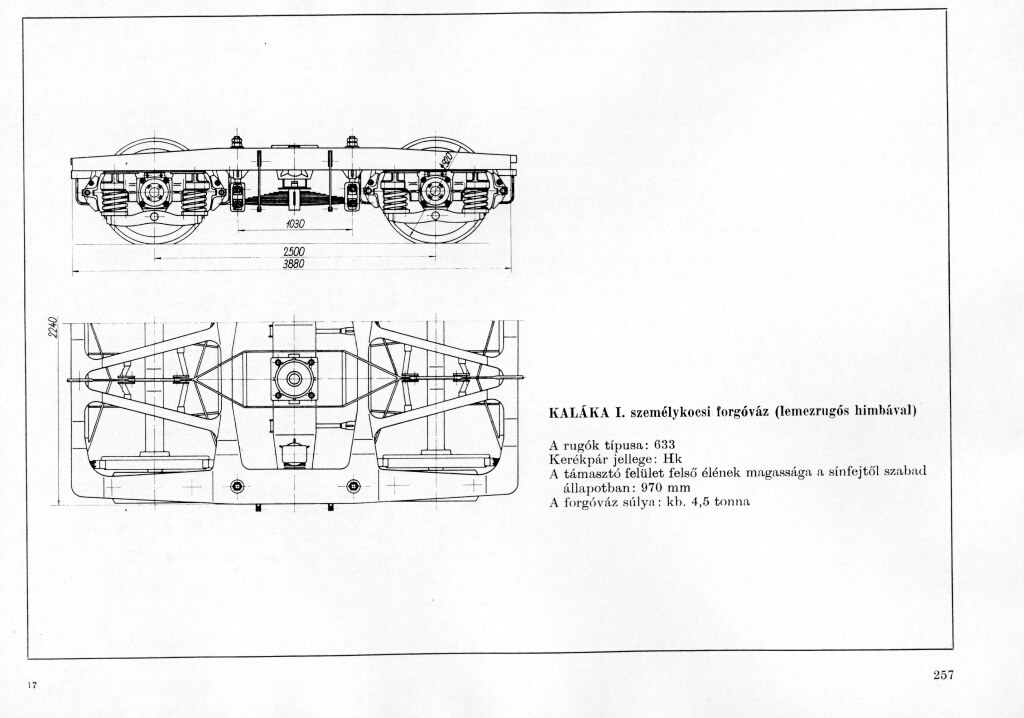 920
1030
2500
3880
2240
KALÁKA I. személykocsi forgóváz (lemezrugós himbával)
A rugók típusa: 633
Kerékpár jellege: Hk
A támasztó felület felső élének magassága a sínfejtől szabad
állapotban: 970 mm
A forgóváz súlya: kb. 4,5 tonna
257
17